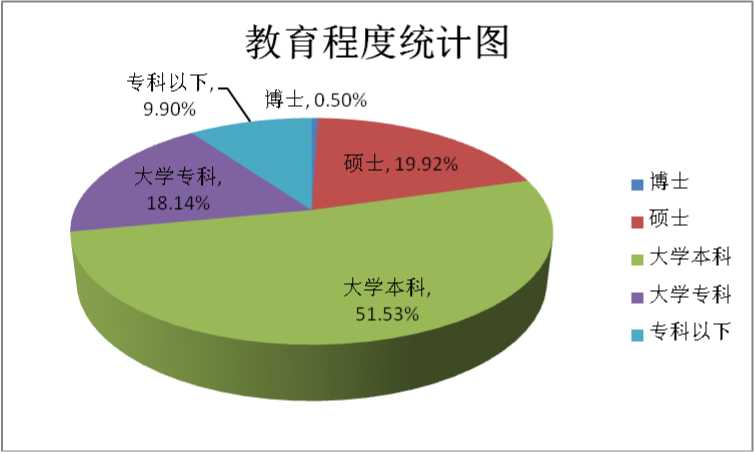 教育程度统计图
专科以下,
9.90%
博士, 0.50%
硕士, 19.92%
大学专科,
18.14%
大学本科,
51.53%
博士
硕士
大学本科
大学专科
专科以下